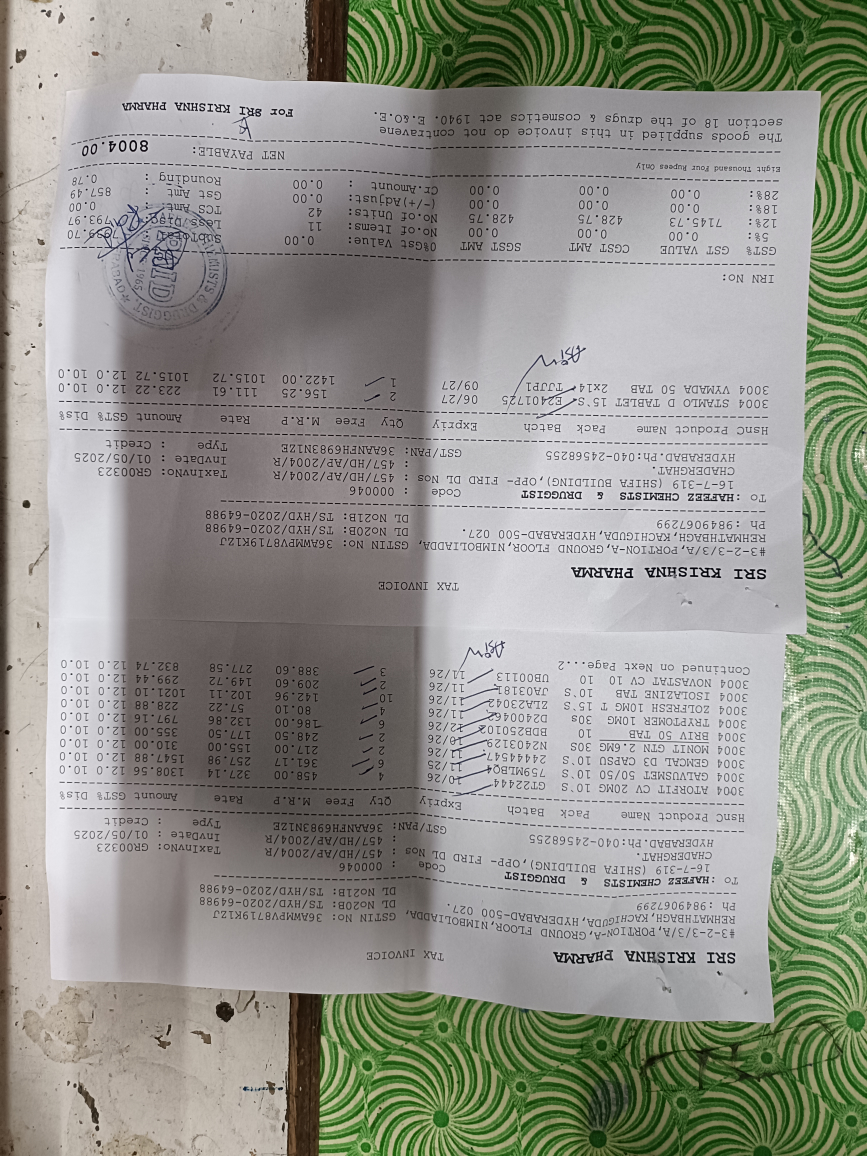 SRI KRISHNA PHARMA TAX INVOICE
#3-2-3/3/A, PORTION-A, GROUND FLOOR, NIMBOLIADDA, GSTIN No: 36AWMPV8719K1ZJ
REHMATBAGH, KACHIGUDA, HYDERABAD-500 027. DL No20B: TS/HYD/2020-64988
Ph :9849067299 DL No21B: TS/HYD/2020-64988
To :HAFEEZ CHEMISTS & DRUGGIST Code : 000046
16-7-319 (SHIFA BUILDING), OPP- FIRD DL Nos : 457/HD/AP/2004/R TaxInvNo: GR00323
CHADERGHAT. : 457/HD/AP/2004/R InvDate : 01/05/2025
HYDERABAD.Ph:040-24568255 GST/PAN: 36AANFH6983N1ZE Type : Credit
HsnC Product Name Pack Batch Expriy Qty Free M.R.P Rate Amount GST% Dis%
3004 ATORFIT CV 20MG 10'S GT22444 10/26 4 458.00 327.14 1308.56 12.0 10.0
3004 GALVUSMET 50/50 10'S 759MLRQ4 11/25 6 361.17 257.98 1547.88 12.0 10.0
3004 GEMCAL D3 CAPSU 10'S 24444547 11/26 2 217.00 155.00 310.00 12.0 10.0
3004 MONIT GTN 2.6MG 30S N2403129 10/26 2 248.50 177.50 355.00 12.0 10.0
3004 BRIV 50 TAB 10 BDB25010 12/26 6 186.00 132.86 797.16 12.0 10.0
3004 TRYPTOMER 10MG 30s DZ40046 11/26 4 80.10 57.22 228.88 12.0 10.0
3004 ZOLFRESH 10MG T 15'S ZLA23042 11/26 10 142.96 102.11 1021.10 12.0 10.0
3004 ISOLAZINE TAB 10'S JA03181 11/26 2 209.60 149.72 299.44 12.0 10.0
3004 NOVASTAT CV 10 10 UB00113 11/26 3 388.60 277.58 832.74 12.0 10.0
Continued on Next Page...2
SRI KRISHNA PHARMA TAX INVOICE
#3-2-3/3/A, PORTION-A, GROUND FLOOR, NIMBOLIADDA, GSTIN No: 36AWMPV8719K1ZJ
REHMATBAGH, KACHIGUDA, HYDERABAD-500 027. DL No20B: TS/HYD/2020-64988
Ph :9849067299 DL No21B: TS/HYD/2020-64988
To :HAFEEZ CHEMISTS & DRUGGIST Code : 000046
16-7-319 (SHIFA BUILDING), OPP- FIRD DL Nos : 457/HD/AP/2004/R TaxInvNo: GR00323
CHADERGHAT. : 457/HD/AP/2004/R InvDate : 01/05/2025
HYDERABAD.Ph:040-24568255 GST/PAN: 36AANFH6983N1ZE Type : Credit
HsnC Product Name Pack Batch Expriy Qty Free M.R.P Rate Amount GST% Dis%
3004 STAMLO D TABLET 15'S E2401725 06/27 2 156.25 111.61 223.22 12.0 10.0
3004 VYMADA 50 TAB 2x14 TJJP1 09/27 1 1422.00 1015.72 1015.72 12.0 10.0
IRN No:
GST% GST VALUE CGST AMT SGST AMT 0%Gst Value: 0.00 SubTotal: 7939.70
5%: 0.00 0.00 0.00 No.of Items: 11 Less/Disc: 793.97
12%: 7145.73 428.75 428.75 No.of Units: 42 TCS Amt : 0.00
18%: 0.00 0.00 0.00 (-/+)Adjust: 0.00 Gst Amt : 857.49
28%: 0.00 0.00 0.00 Cr.Amount : 0.00 Rounding : 0.78
Eight Thousand Four Rupees Only NET PAYABLE: 8004.00
The goods supplied in this invoice do not contravene
section 18 of the drugs & cosmetics act 1940. E.&O.E. For SRI KRISHNA PHARMA